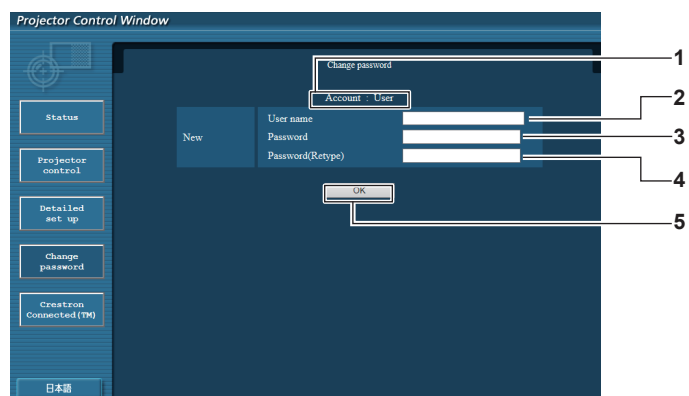 Projector Control Window
Change password
1
Account : User
2
Status
User name
New
Password
3
Password(Retype)
4
Projector
control
OK
5
Detailed
set up
Change
password
Crestron
Connected(TM)
日本語